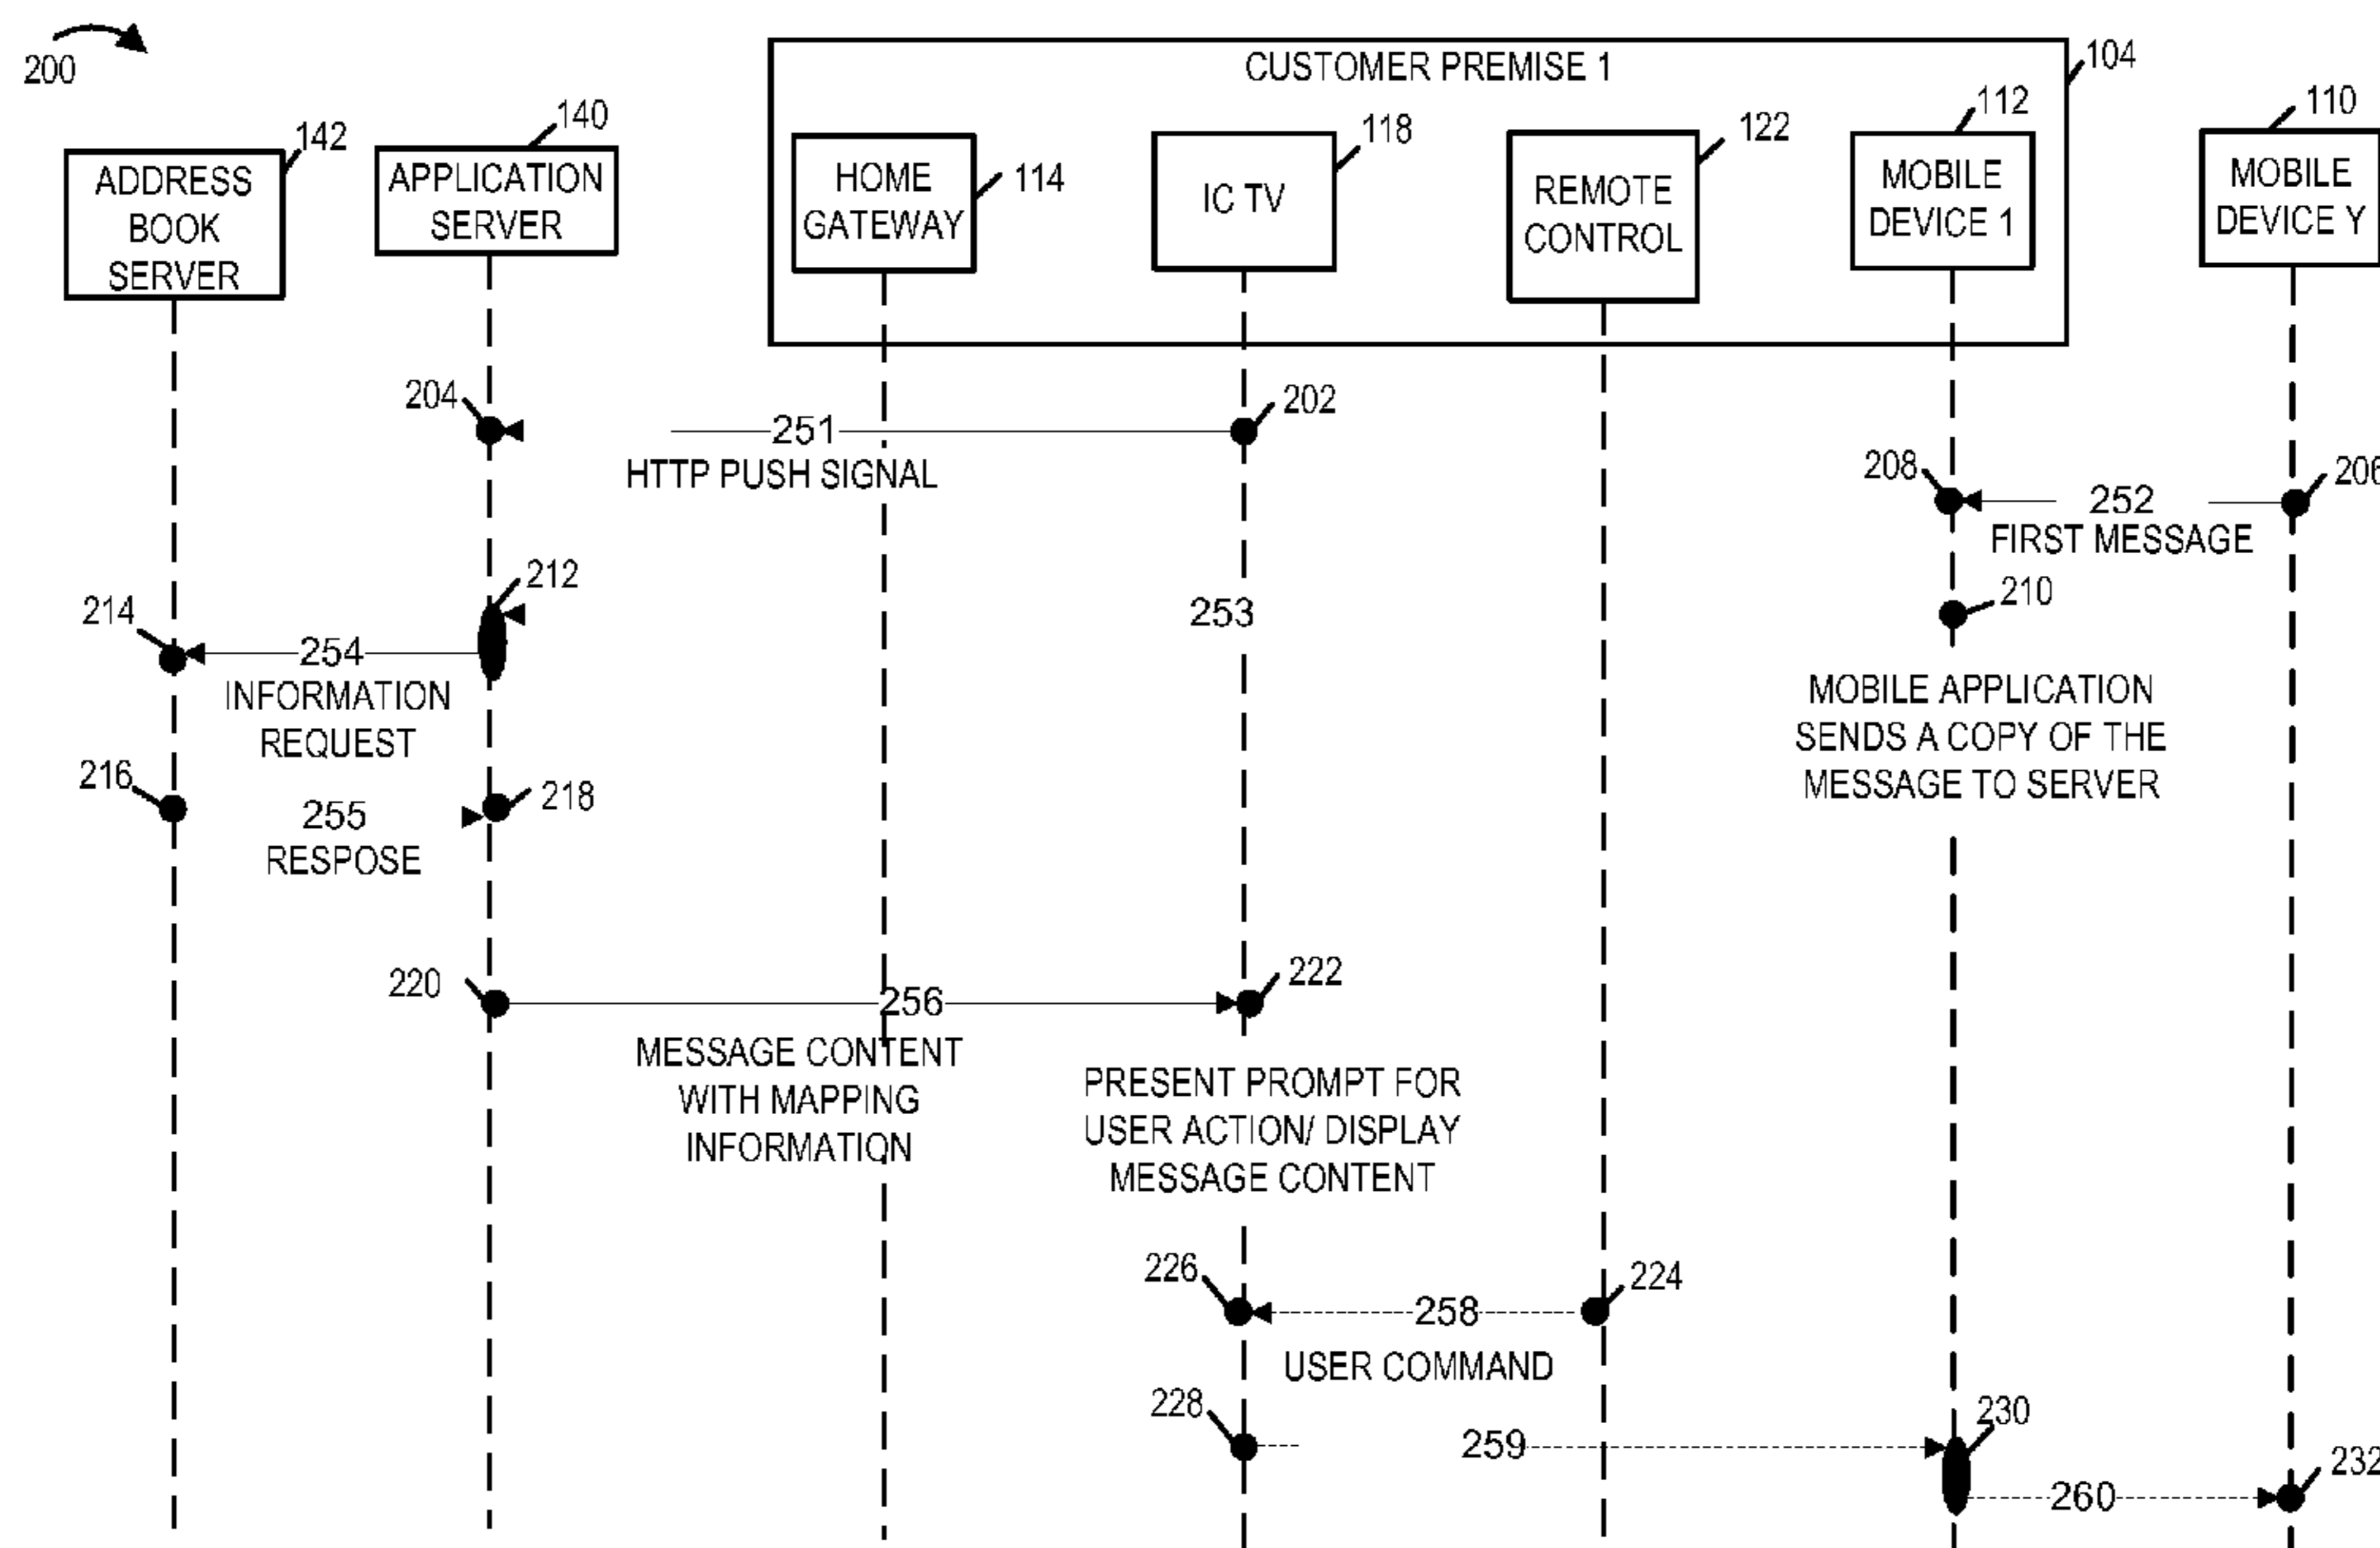 200
CUSTOMER PREMISE 1
104
142
ADDRESS
BOOK
SERVER
140
APPLICATION
SERVER
HOME
GATEWAY
114
118
IC TV
122
REMOTE
CONTROL
112
MOBILE
DEVICE 1
110
MOBILE
DEVICE Y
204
251
202
HTTP PUSH SIGNAL
208
252
206
FIRST MESSAGE
212
253
210
214
254
INFORMATION
REQUEST
MOBILE APPLICATION
SENDS A COPY OF THE
MESSAGE TO SERVER
216
255
218
RESPOSE
220
256
222
MESSAGE CONTENT
WITH MAPPING
INFORMATION
PRESENT PROMPT FOR
USER ACTION/ DISPLAY
MESSAGE CONTENT
226
258
224
USER COMMAND
228
259
230
260
232